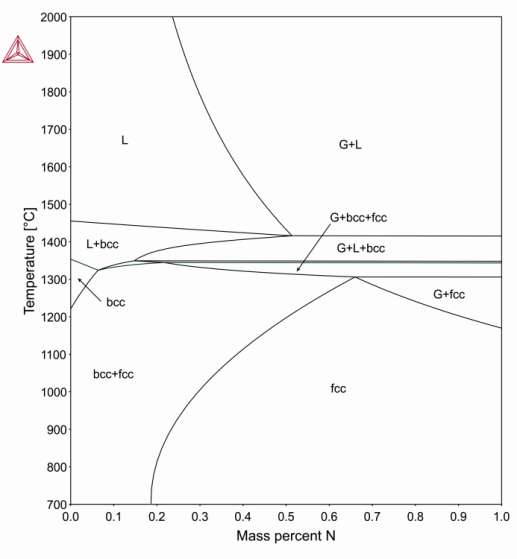 2000
1900
1800
1700
1600
1500
1400
1300
1200
1100
1000
900
800
700
Temperature [°C]
L
G+L
G+bcc+fcc
L+bcc
G+L+bcc
G+fcc
bcc
bcc+fcc
fcc
0.0 0.1 0.2 0.3 0.4 0.5 0.6 0.7 0.8 0.9 1.0
Mass percent N